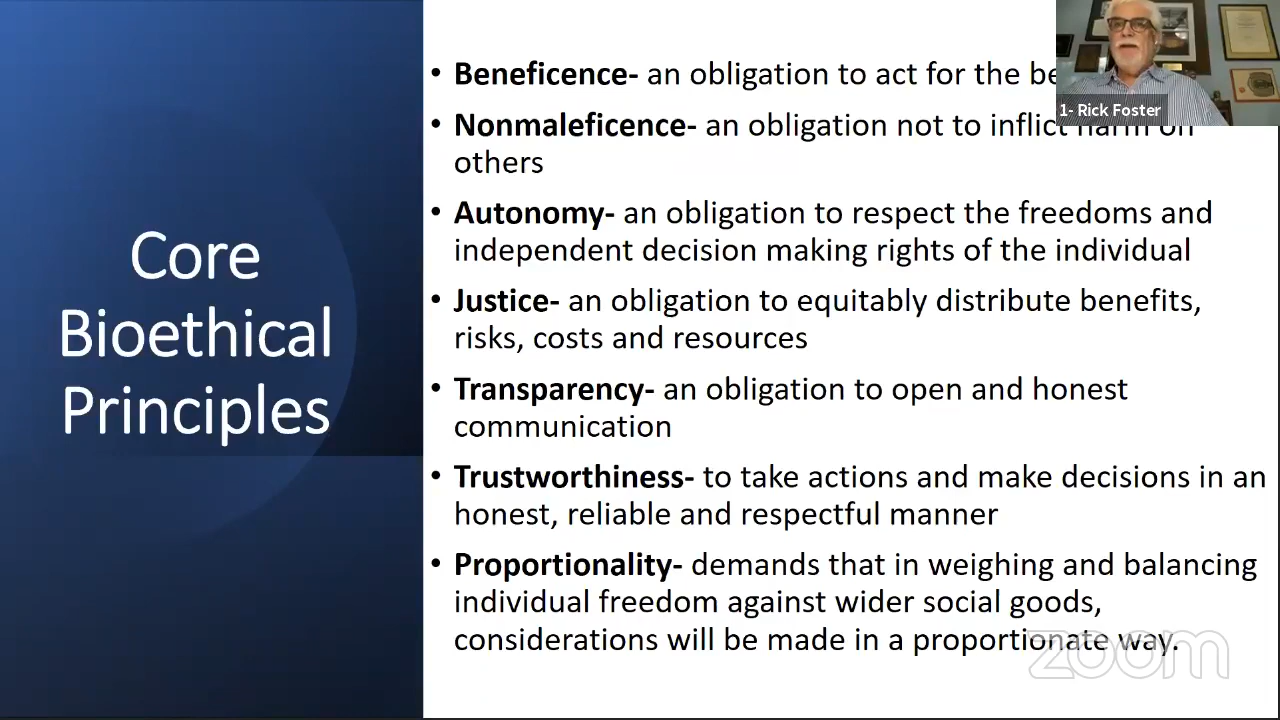 Core
Bioethical
Principles
• Beneficence- an obligation to act for the
• Nonmaleficence- an obligation not to inflict harm on
others
• Autonomy- an obligation to respect the freedoms and
independent decision making rights of the individual
• Justice- an obligation to equitably distribute benefits,
risks, costs and resources
• Transparency- an obligation to open and honest
communication
• Trustworthiness- to take actions and make decisions in an
honest, reliable and respectful manner
• Proportionality- demands that in weighing and balancing
individual freedom against wider social goods,
considerations will be made in a proportionate way.
1- Rick Foster
zoom